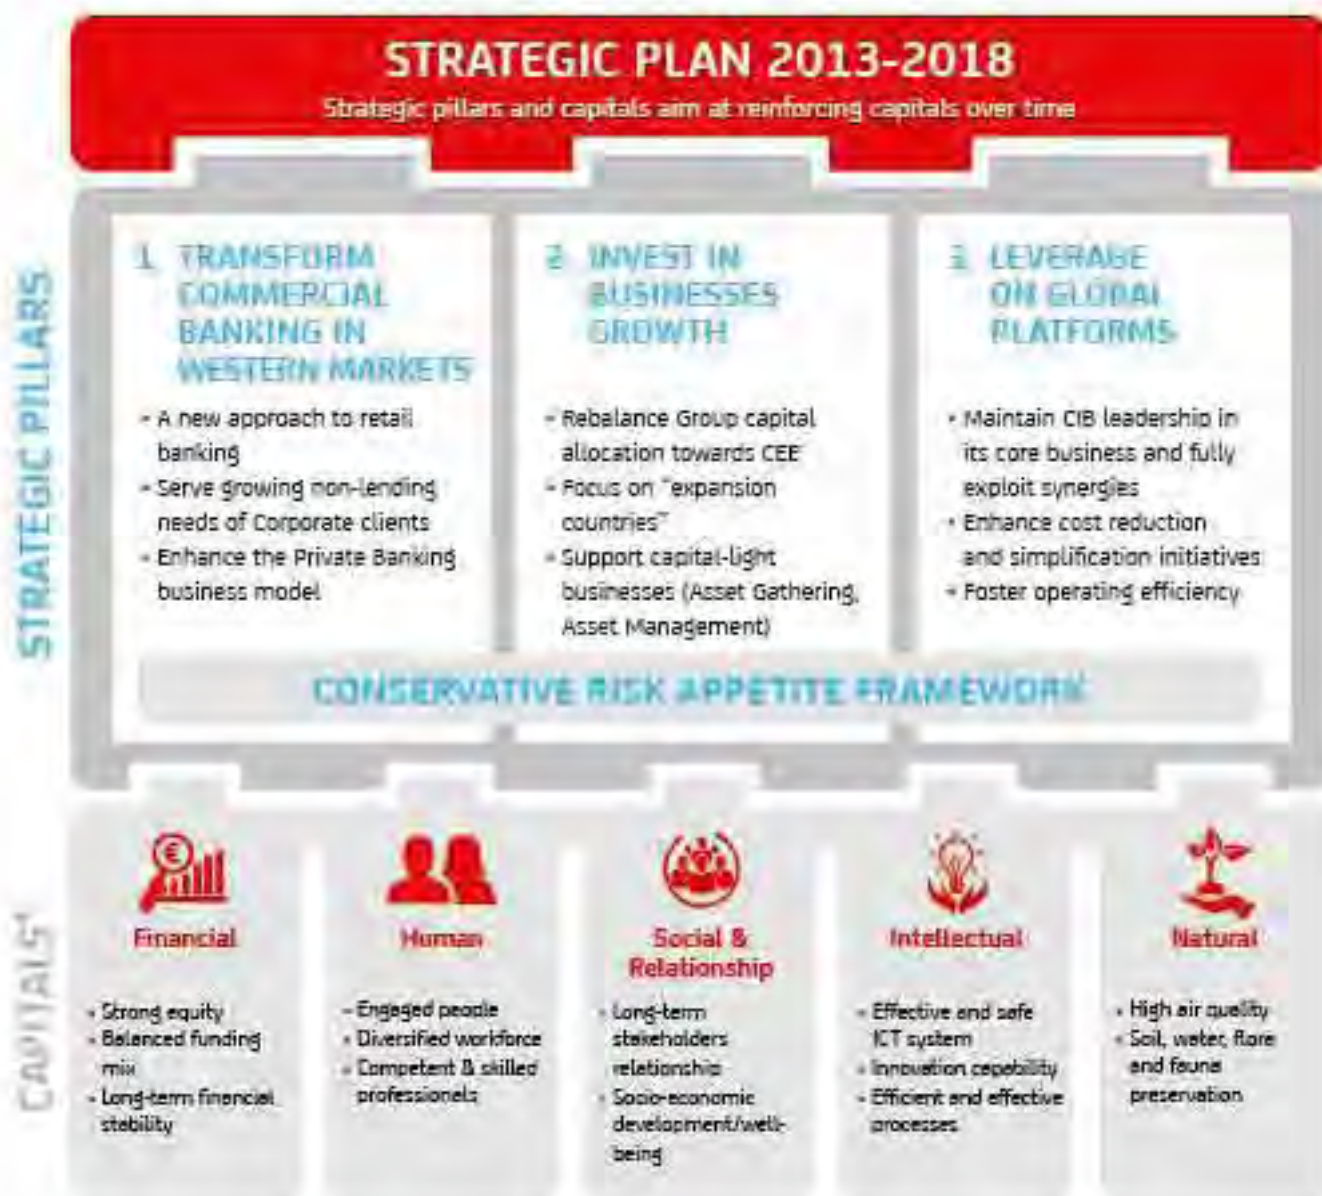 STRATEGIC PLAN 2013-2018
Strategic pillars and capitals aim at reinforcing capitals over time
STRATEGIC PILLARS
1. TRANSFORM
COMMERCIAL
BANKING IN
WESTERN MARKETS
- A new approach to retail
banking
- Serve growing non-lending
needs of Corporate clients
- Enhance the Private Banking
business model
2. INVEST IN
BUSINESSES
GROWTH
- Rebalance Group capital
allocation towards CEE
- Focus on "expansion
countries"
- Support capital-light
businesses (Asset Gathering,
Asset Management)
3. LEVERAGE
ON GLOBAL
PLATFORMS
- Maintain CIB leadership in
its core business and fully
exploit synergies
- Enhance cost reduction
and simplification initiatives
- Foster operating efficiency
CONSERVATIVE RISK APPETITE FRAMEWORK
CAPITALS
Financial
- Strong equity
- Balanced funding
mix
- Long-term financial
stability
Human
- Engaged people
- Diversified workforce
- Competent & skilled
professionals
Social &
Relationship
- Long-term
stakeholders
relationship
- Socio-economic
development/well-
being
Intellectual
- Effective and safe
ICT system
- Innovation capability
- Efficient and effective
processes
Natural
- High air quality
- Soil, water, flora
and fauna
preservation